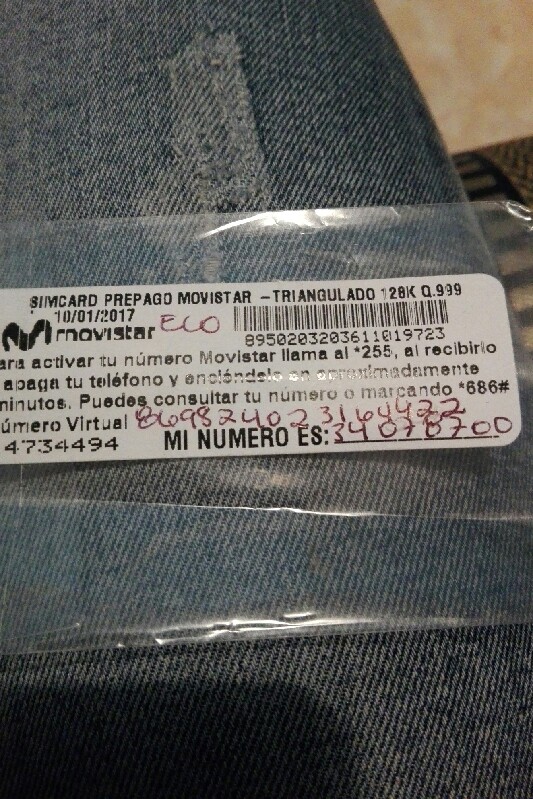 SIMCARD PREPAGO MOVISTAR -TRIANGULADO 128K Q.999
10/01/2017
movistar ECO
8950203203611019723
ara activar tu número Movistar llama al *255, al recibirlo
apaga tu teléfono y enciéndelo en aproximadamente
minutos. Puedes consultar tu número o marcando *686#
úmero Virtual 869824023164422
4734494 MI NUMERO ES: 34078700